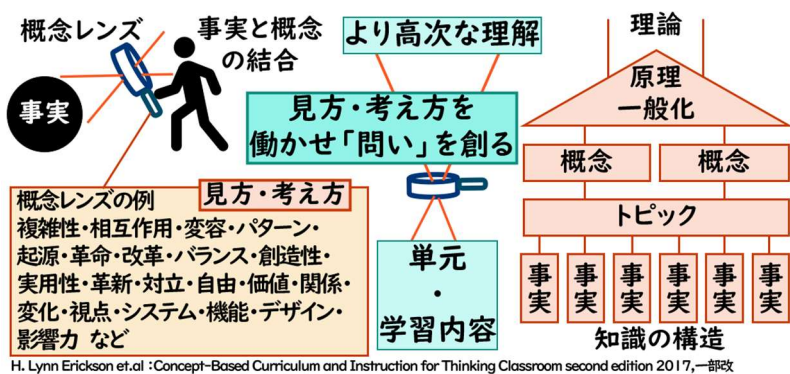 概念レンズ
事実と概念
の結合
事実
概念レンズの例
見方・考え方
複雑性・相互作用・変容・パターン・
起源・革命・改革・バランス・創造性・
実用性・革新・対立・自由・価値・関係・
変化・視点・システム・機能・デザイン・
影響力 など
より高次な理解
見方・考え方を
働かせ「問い」を創る
単元
・
学習内容
理論
原理
一般化
概念
概念
トピック
事実
事実
事実
事実
事実
事実
知識の構造
H. Lynn Erickson et.al :Concept-Based Curriculum and Instruction for Thinking Classroom second edition 2017,一部改